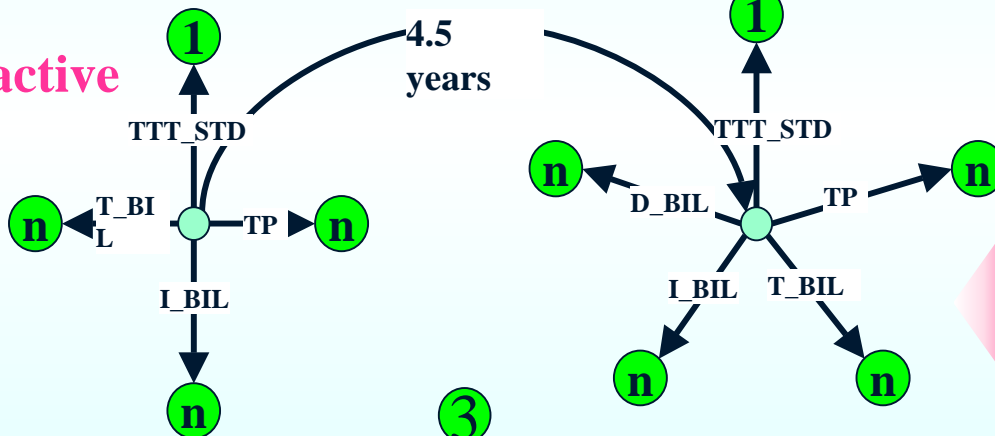 1
4.5
years
1
active
TTT_STD
TTT_STD
n
T_BI
L
TP
n
n
D_BIL
TP
n
I_BIL
I_BIL
T_BIL
n
3
n
n